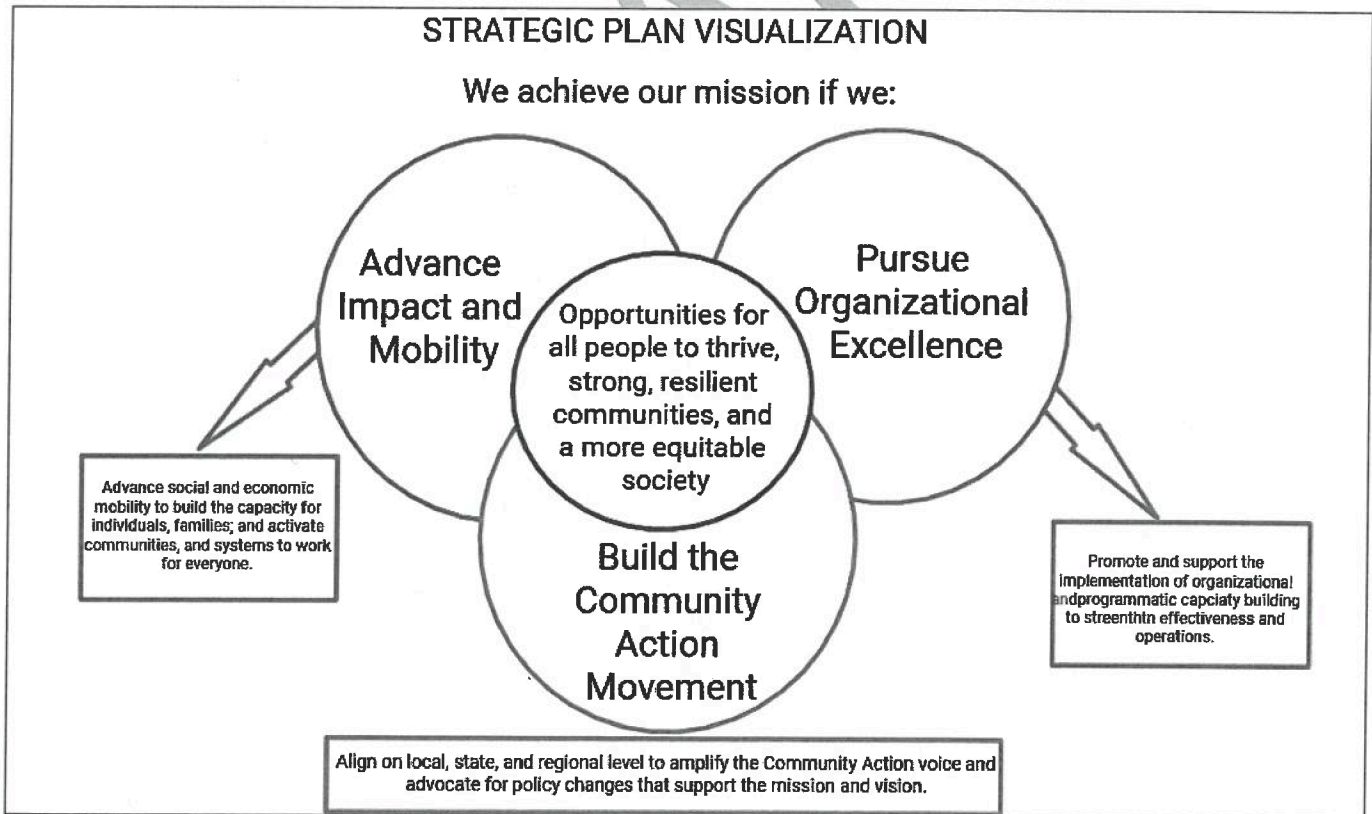 STRATEGIC PLAN VISUALIZATION
We achieve our mission if we:
Advance
Impact and
Mobility
Pursue
Organizational
Excellence
Opportunities for
all people to thrive,
strong, resilient
communities, and
a more equitable
society
Advance social and economic
mobility to build the capacity for
individuals, families; and activate
communities, and systems to work
for everyone.
Build the
Community
Action
Movement
Promote and support the
implementation of organizational
andprogrammatic capciaty building
to streenthtn effectiveness and
operations.
Align on local, state, and regional level to amplify the Community Action voice and
advocate for policy changes that support the mission and vision.